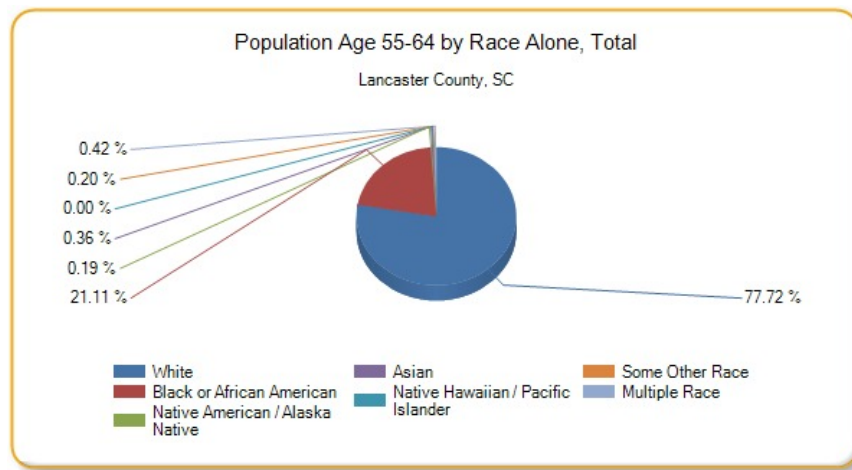 Population Age 55-64 by Race Alone, Total
Lancaster County, SC
0.42 %
0.20 %
0.00 %
0.36 %
0.19 %
21.11 %
77.72 %
White
Black or African American
Native American / Alaska
Native
Asian
Native Hawaiian / Pacific
Islander
Some Other Race
Multiple Race